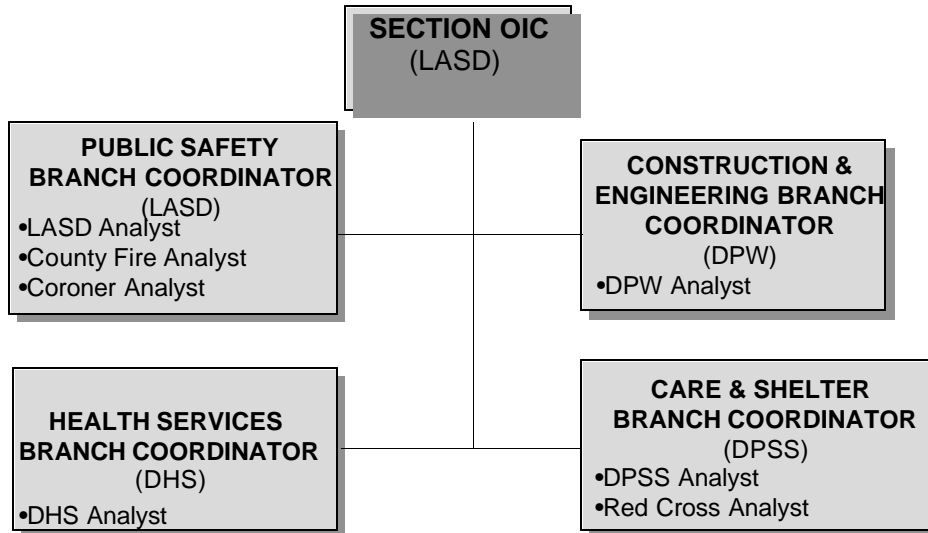 SECTION OIC
(LASD)
PUBLIC SAFETY
BRANCH COORDINATOR
(LASD)
•LASD Analyst
•County Fire Analyst
•Coroner Analyst
CONSTRUCTION &
ENGINEERING BRANCH
COORDINATOR
(DPW)
•DPW Analyst
HEALTH SERVICES
BRANCH COORDINATOR
(DHS)
•DHS Analyst
CARE & SHELTER
BRANCH COORDINATOR
(DPSS)
•DPSS Analyst
•Red Cross Analyst